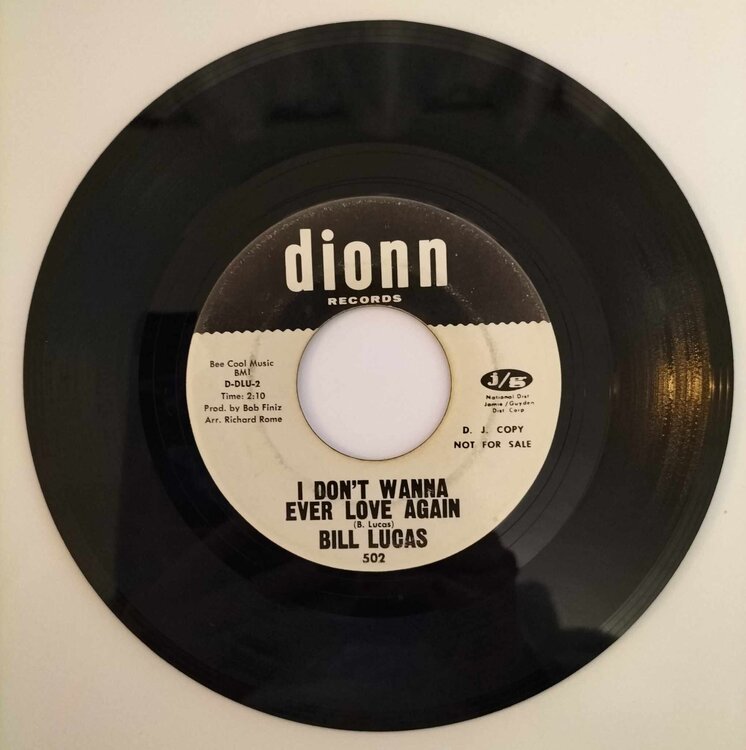 dionn
RECORDS
Bee Cool Music
BMI
D-DLU-2
Time: 2:10
Prod. by Bob Finiz
Arr. Richard Rome
j/g
National Dist
Jamie/Guyden
Dist Corp
D. J. COPY
NOT FOR SALE
I DON'T WANNA
EVER LOVE AGAIN
(B. Lucas)
BILL LUCAS
502